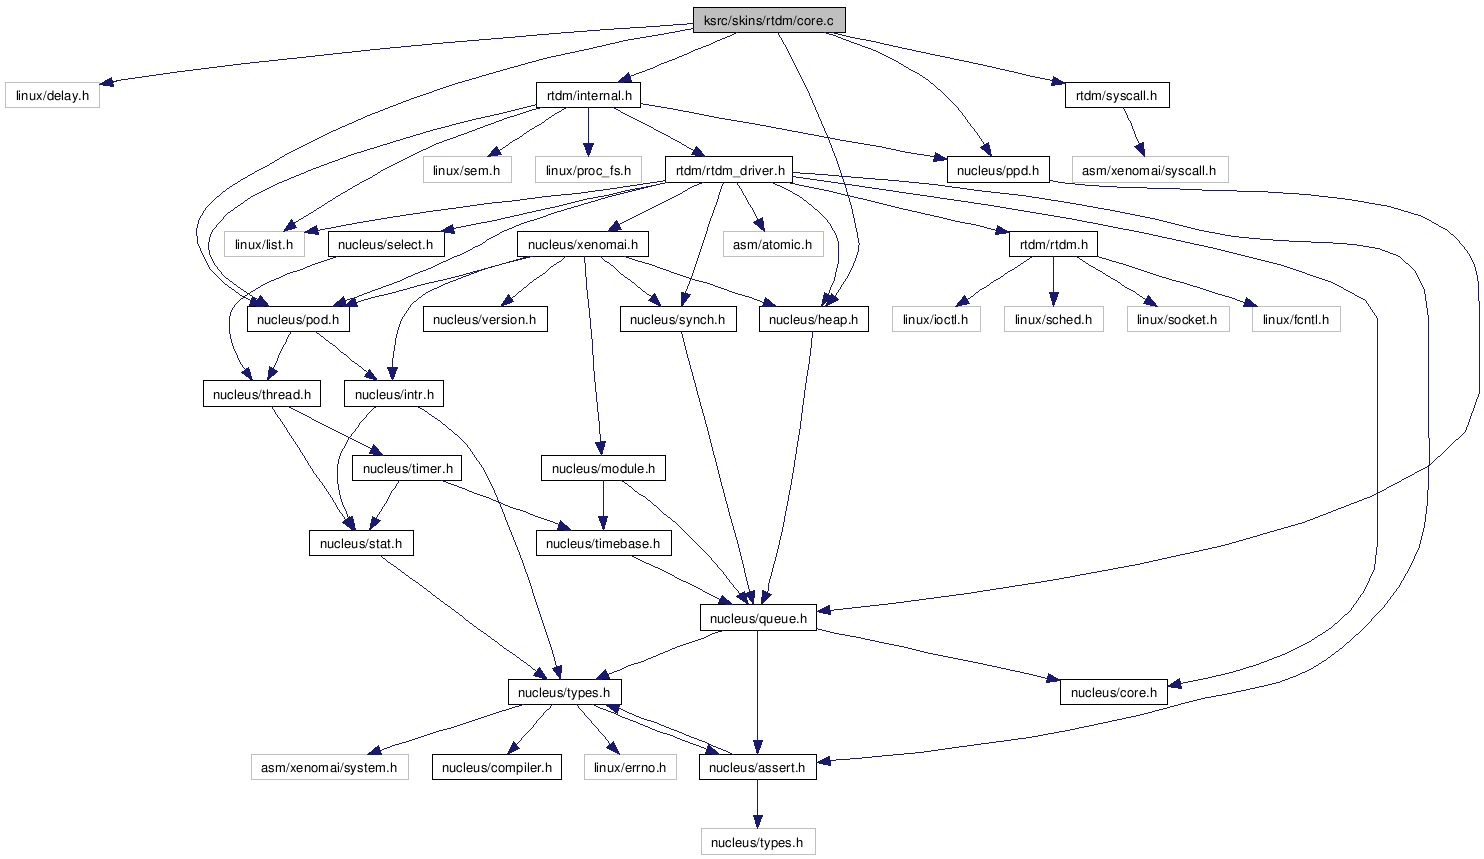 ksrc/skins/rtdm/core.c
linux/delay.h
rtdm/internal.h
rtdm/syscall.h
linux/sem.h
linux/proc_fs.h
rtdm/rtdm_driver.h
nucleus/ppd.h
asm/xenomai/syscall.h
linux/list.h
nucleus/select.h
nucleus/xenomai.h
asm/atomic.h
rtdm/rtdm.h
nucleus/pod.h
nucleus/version.h
nucleus/synch.h
nucleus/heap.h
linux/ioctl.h
linux/sched.h
linux/socket.h
linux/fcntl.h
nucleus/thread.h
nucleus/intr.h
nucleus/timer.h
nucleus/module.h
nucleus/stat.h
nucleus/timebase.h
nucleus/queue.h
nucleus/types.h
nucleus/core.h
asm/xenomai/system.h
nucleus/compiler.h
linux/errno.h
nucleus/assert.h
nucleus/types.h